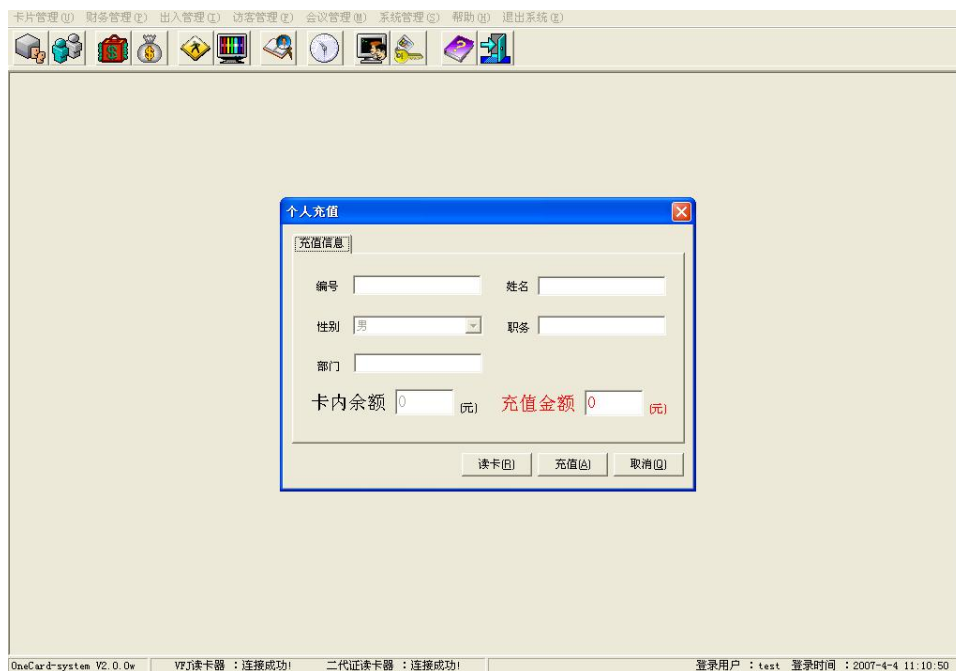 卡片管理(U) 财务管理(P) 出入管理(I) 访客管理(F) 会议管理(M) 系统管理(S) 帮助(H) 退出系统(E)
个人充值
充值信息
编号 姓名
性别 男 职务
部门
卡内余额 0 (元) 充值金额 0 (元)
读卡(R) 充值(A) 取消(Q)
OneCard-system V2.0.0w VFJ读卡器 :连接成功! 二代证读卡器 :连接成功! 登录用户 :test 登录时间 :2007-4-4 11:10:50